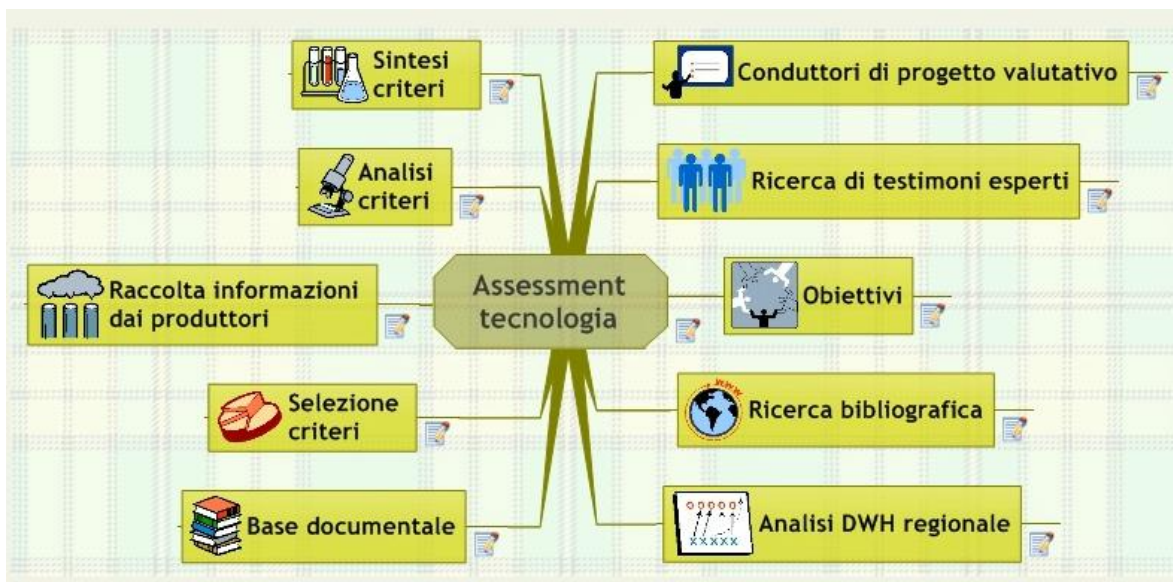 Sintesi
criteri
Conduttori di progetto valutativo
Analisi
criteri
Ricerca di testimoni esperti
Raccolta informazioni
dai produttori
Assessment
tecnologia
Obiettivi
Selezione
criteri
WWW
Ricerca bibliografica
Base documentale
Analisi DWH regionale